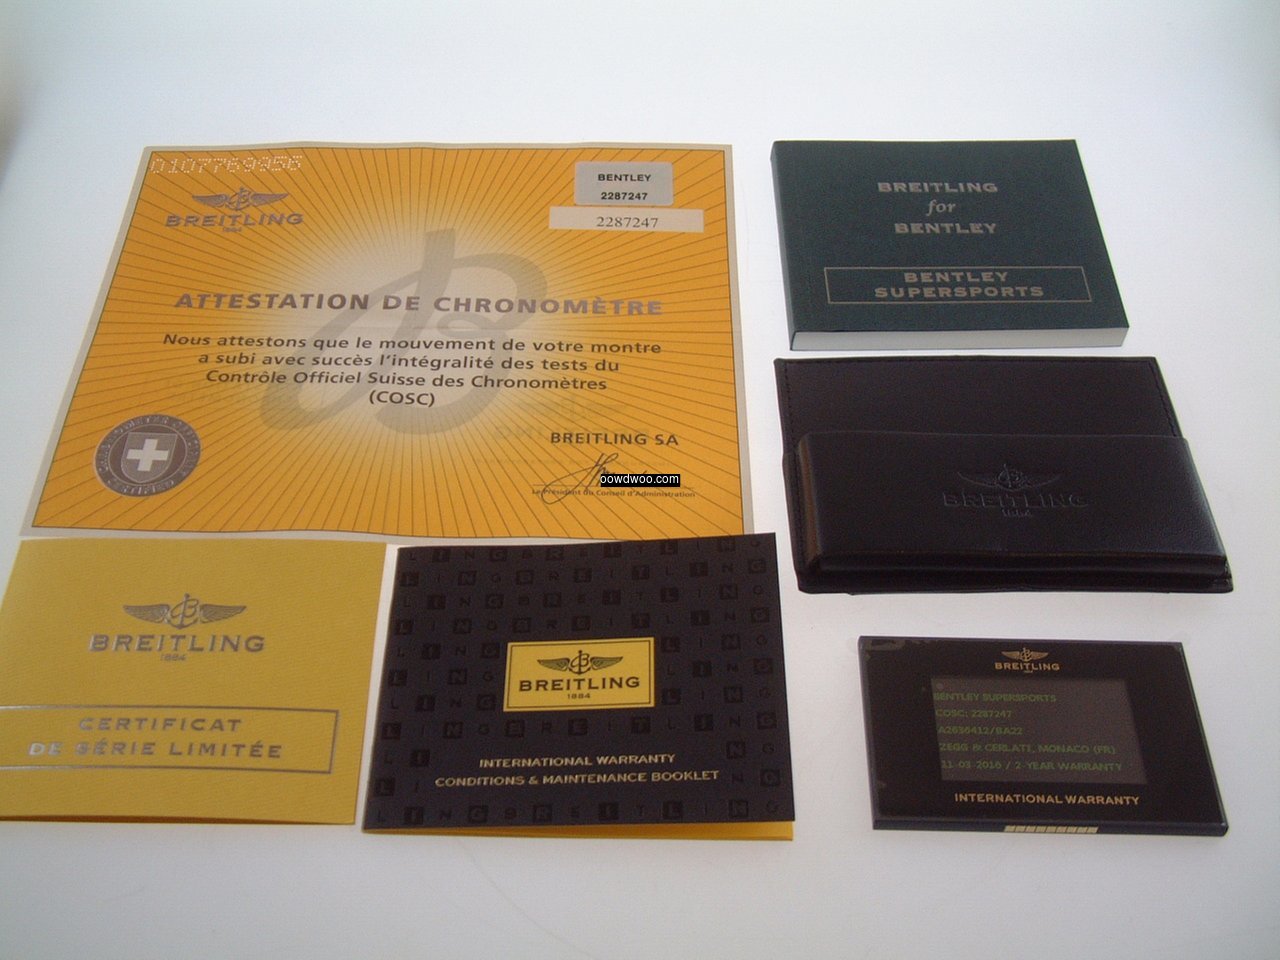 0107769956
BREITLING
1884
BENTLEY
2287247
2287247
ATTESTATION DE CHRONOMÈTRE
Nous attestons que le mouvement de votre montre
a subi avec succès l'intégralité des tests du
Contrôle Officiel Suisse des Chronomètres
(COSC)
BREITLING SA
oowdwoo.com
Le Président du Conseil d'Administration
CERTIFIED
BREITLING
for
BENTLEY
BENTLEY
SUPERSPORTS
BREITLING
1884
BREITLING
1884
CERTIFICAT
DE SÉRIE LIMITÉE
BREITLING
1884
INTERNATIONAL WARRANTY
CONDITIONS & MAINTENANCE BOOKLET
BREITLING
1884
BENTLEY SUPERSPORTS
COSC: 2287247
A2636412/BA22
ZEGG & CERLATI, MONACO (FR)
11-03-2016 / 2-YEAR WARRANTY
INTERNATIONAL WARRANTY